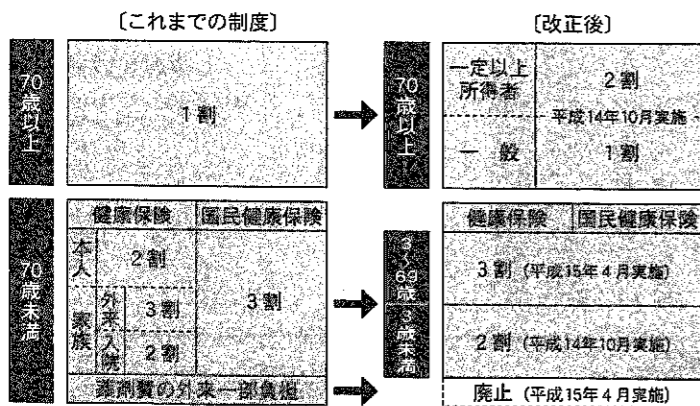 〔これまでの制度〕
〔改正後〕
70歳以上
1割
70歳以上
一定以上
所得者
2割
平成14年10月実施
一般
1割
70歳未満
健康保険
国民健康保険
本人
2割
家族
外来
3割
入院
2割
3割
薬剤費の外来一部負担
3〜69歳
3歳未満
健康保険
国民健康保険
3割（平成15年4月実施）
2割（平成14年10月実施）
廃止（平成15年4月実施）